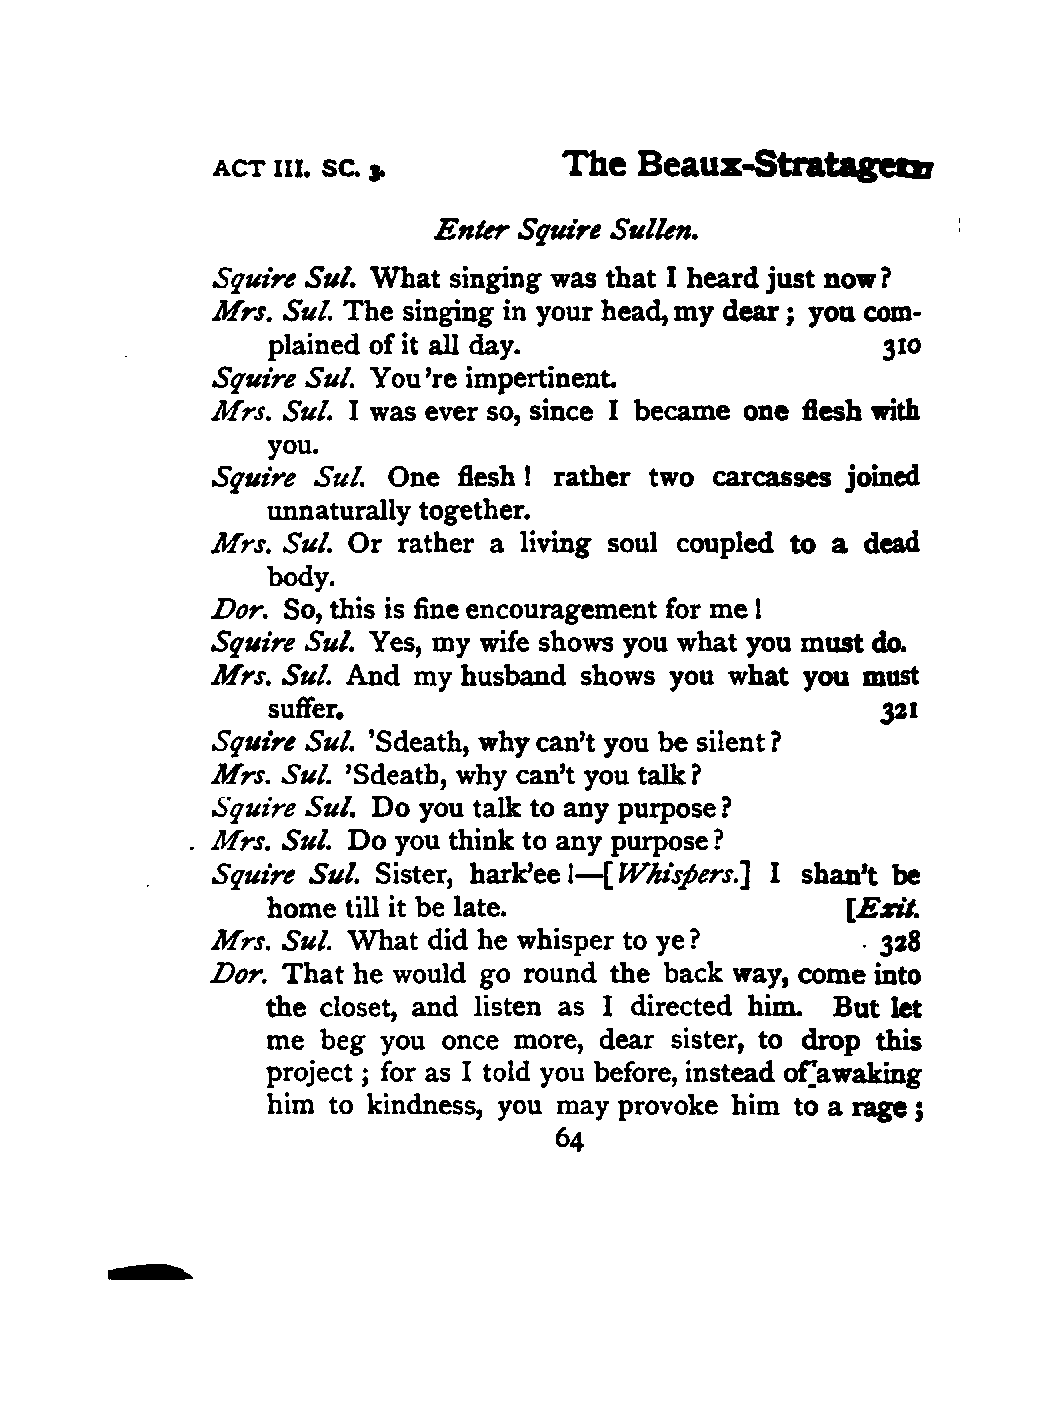 ACT III. SC. 3. The Beaux-Stratagem
Enter Squire Sullen.
Squire Sul. What singing was that I heard just now?
Mrs. Sul. The singing in your head, my dear; you com-
plained of it all day. 310
Squire Sul. You're impertinent.
Mrs. Sul. I was ever so, since I became one flesh with
you.
Squire Sul. One flesh! rather two carcasses joined
unnaturally together.
Mrs. Sul. Or rather a living soul coupled to a dead
body.
Dor. So, this is fine encouragement for me!
Squire Sul. Yes, my wife shows you what you must do.
Mrs. Sul. And my husband shows you what you must
suffer. 321
Squire Sul. 'Sdeath, why can't you be silent?
Mrs. Sul. 'Sdeath, why can't you talk?
Squire Sul. Do you talk to any purpose?
Mrs. Sul. Do you think to any purpose?
Squire Sul. Sister, hark'ee!—[Whispers.] I shan't be
home till it be late. [Exit.
Mrs. Sul. What did he whisper to ye? 328
Dor. That he would go round the back way, come into
the closet, and listen as I directed him. But let
me beg you once more, dear sister, to drop this
project; for as I told you before, instead of awaking
him to kindness, you may provoke him to a rage;
64